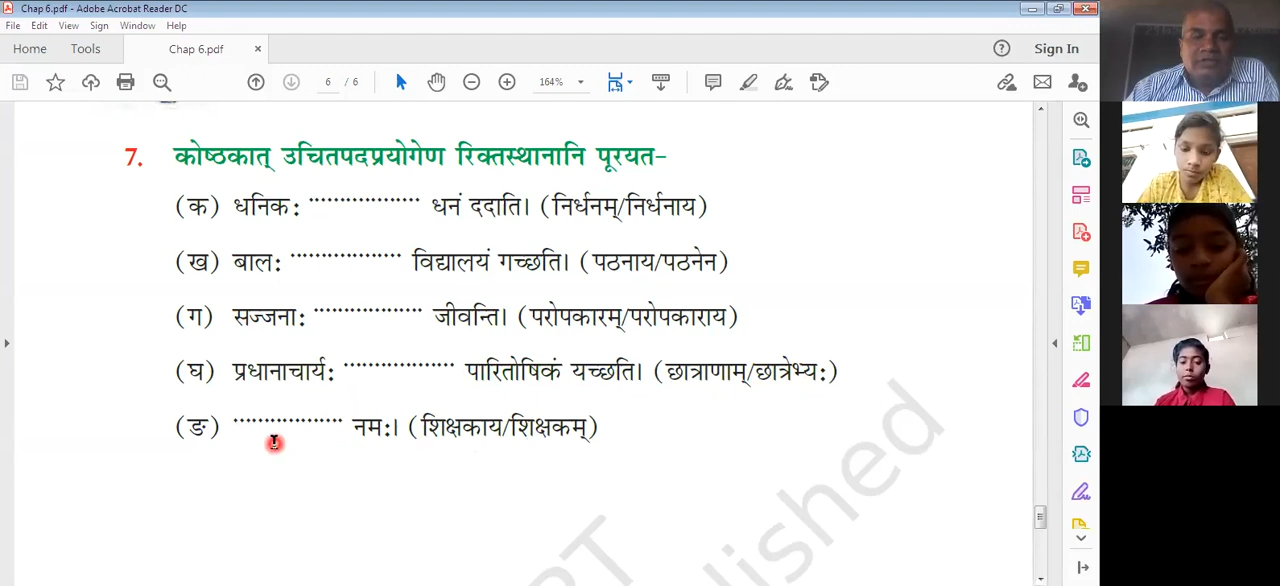 Chap 6.pdf - Adobe Acrobat Reader DC
File Edit View Sign Window Help
Home Tools Chap 6.pdf × Sign In
6 / 6 164%
7. कोष्ठकात् उचितपदप्रयोगेण रिक्तस्थानानि पूरयत-
(क) धनिक: .................. धनं ददाति। (निर्धनम्/निर्धनाय)
(ख) बाल: .................. विद्यालयं गच्छति। (पठनाय/पठनेन)
(ग) सज्जना: .................. जीवन्ति। (परोपकारम्/परोपकाराय)
(घ) प्रधानाचार्य: .................. पारितोषिकं यच्छति। (छात्राणाम्/छात्रेभ्य:)
(ङ) .................. नम:। (शिक्षकाय/शिक्षकम्)